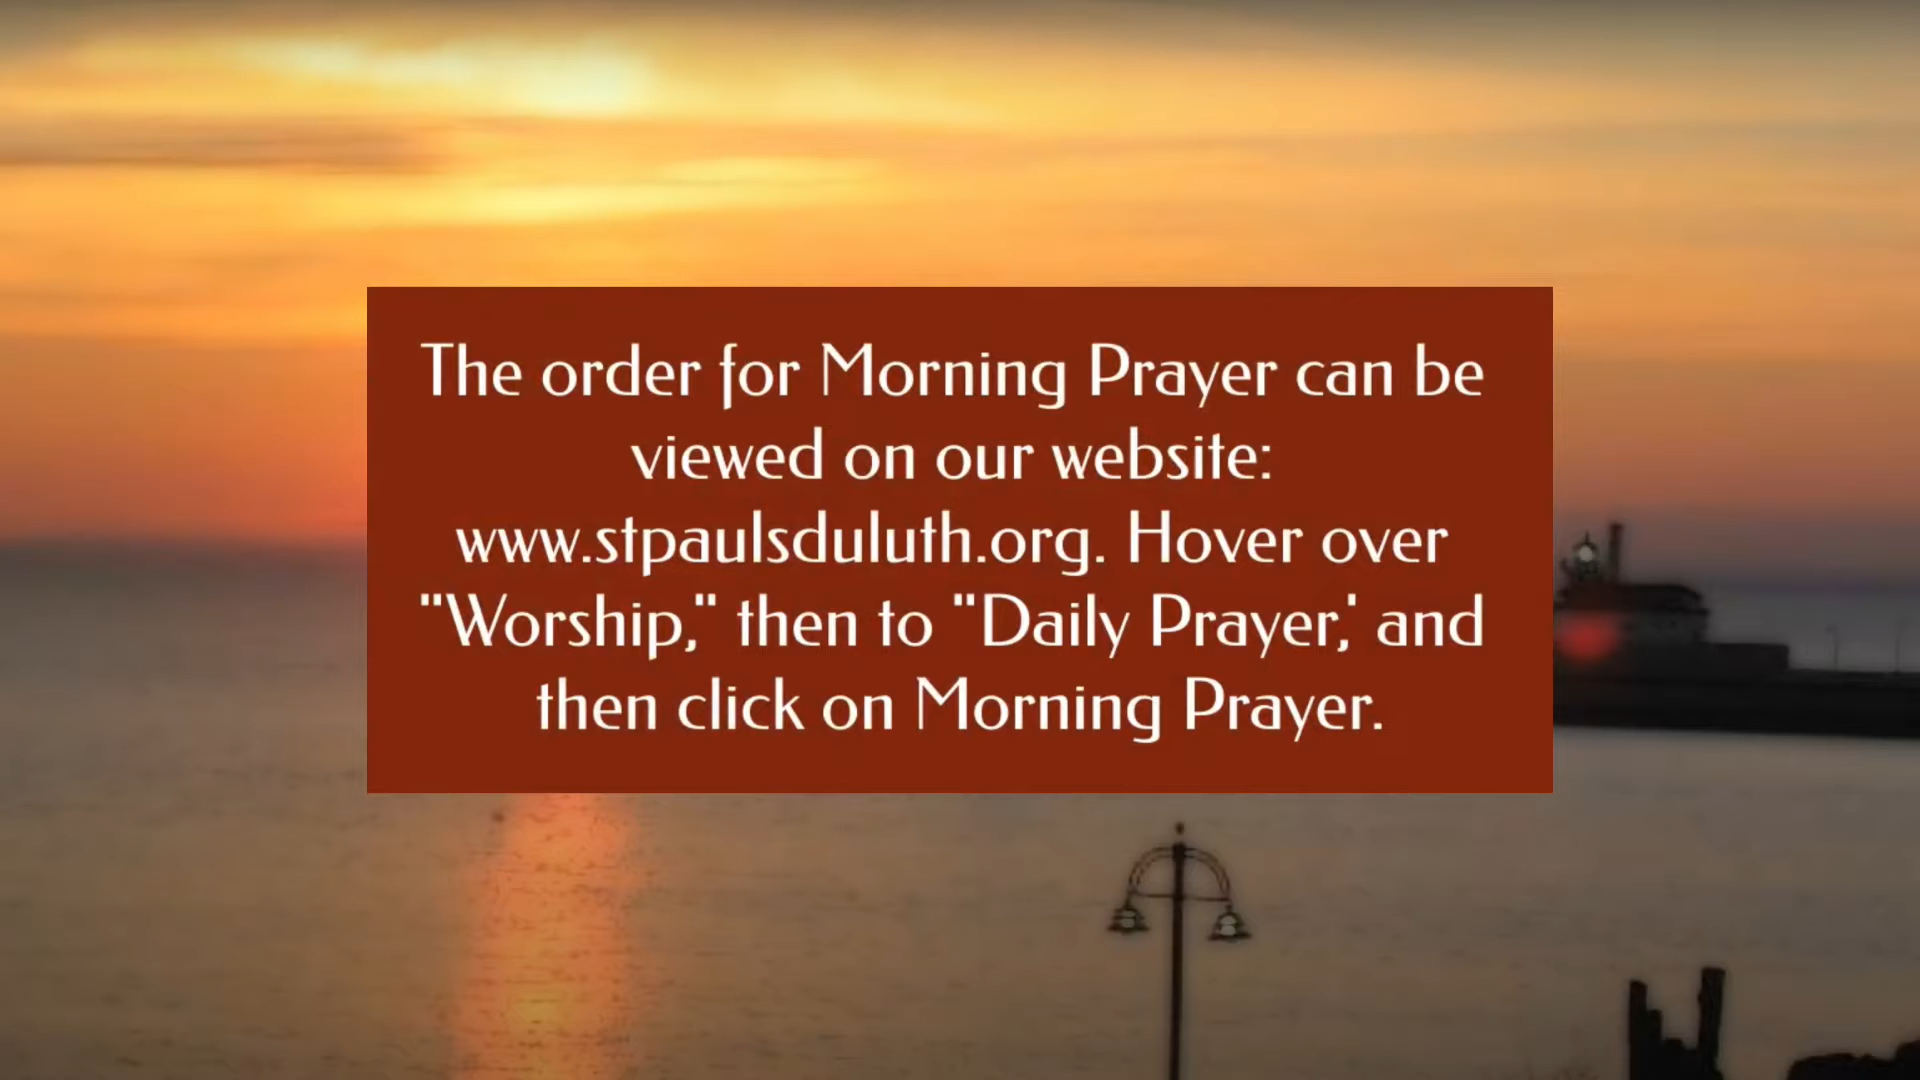 The order for Morning Prayer can be
viewed on our website:
www.stpaulsduluth.org. Hover over
"Worship," then to "Daily Prayer,' and
then click on Morning Prayer.